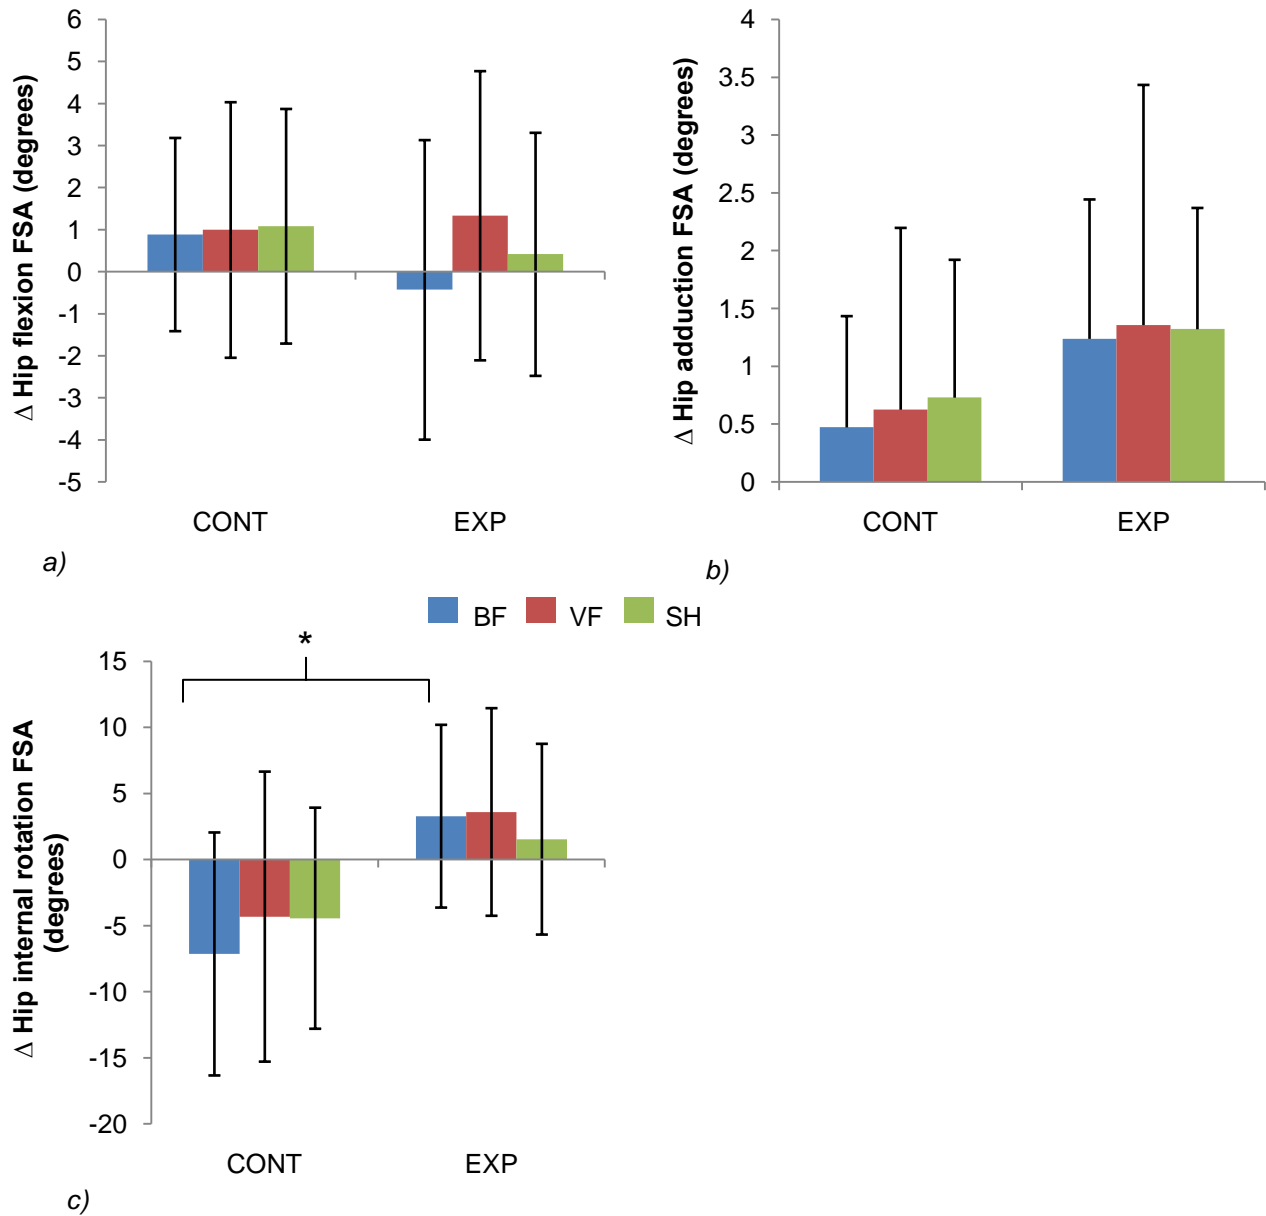 Δ Hip flexion FSA (degrees)
6
5
4
3
2
1
0
-1
-2
-3
-4
-5
CONT EXP
a)
Δ Hip adduction FSA (degrees)
4
3.5
3
2.5
2
1.5
1
0.5
0
CONT EXP
b)
BF VF SH
*
Δ Hip internal rotation FSA
(degrees)
15
10
5
0
-5
-10
-15
-20
CONT EXP
c)